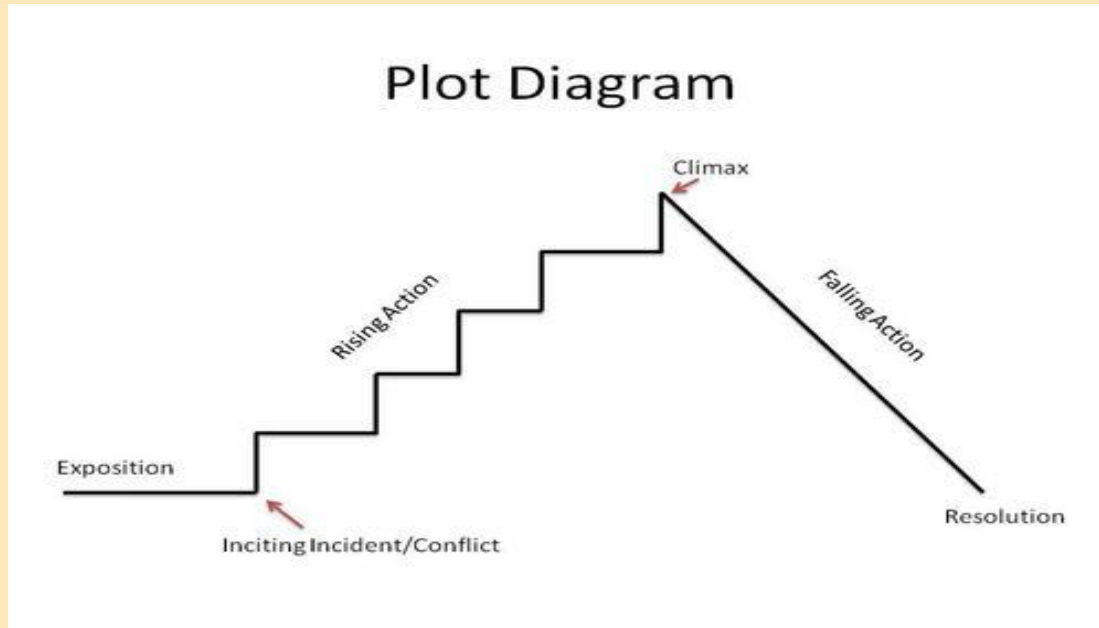 Plot Diagram
Climax
Rising Action
Falling Action
Exposition
Resolution
Inciting Incident/Conflict